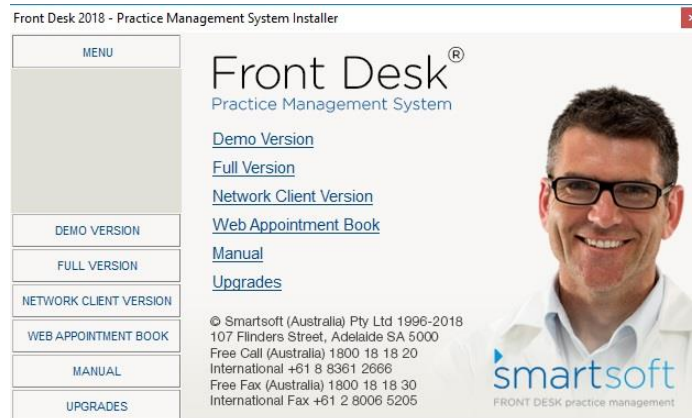 Front Desk 2018 - Practice Management System Installer
MENU
DEMO VERSION
FULL VERSION
NETWORK CLIENT VERSION
WEB APPOINTMENT BOOK
MANUAL
UPGRADES
Front Desk®
Practice Management System
Demo Version
Full Version
Network Client Version
Web Appointment Book
Manual
Upgrades
© Smartsoft (Australia) Pty Ltd 1996-2018
107 Flinders Street, Adelaide SA 5000
Free Call (Australia) 1800 18 18 20
International +61 8 8361 2666
Free Fax (Australia) 1800 18 18 30
International Fax +61 2 8006 5205
smartsoft
FRONT DESK practice management